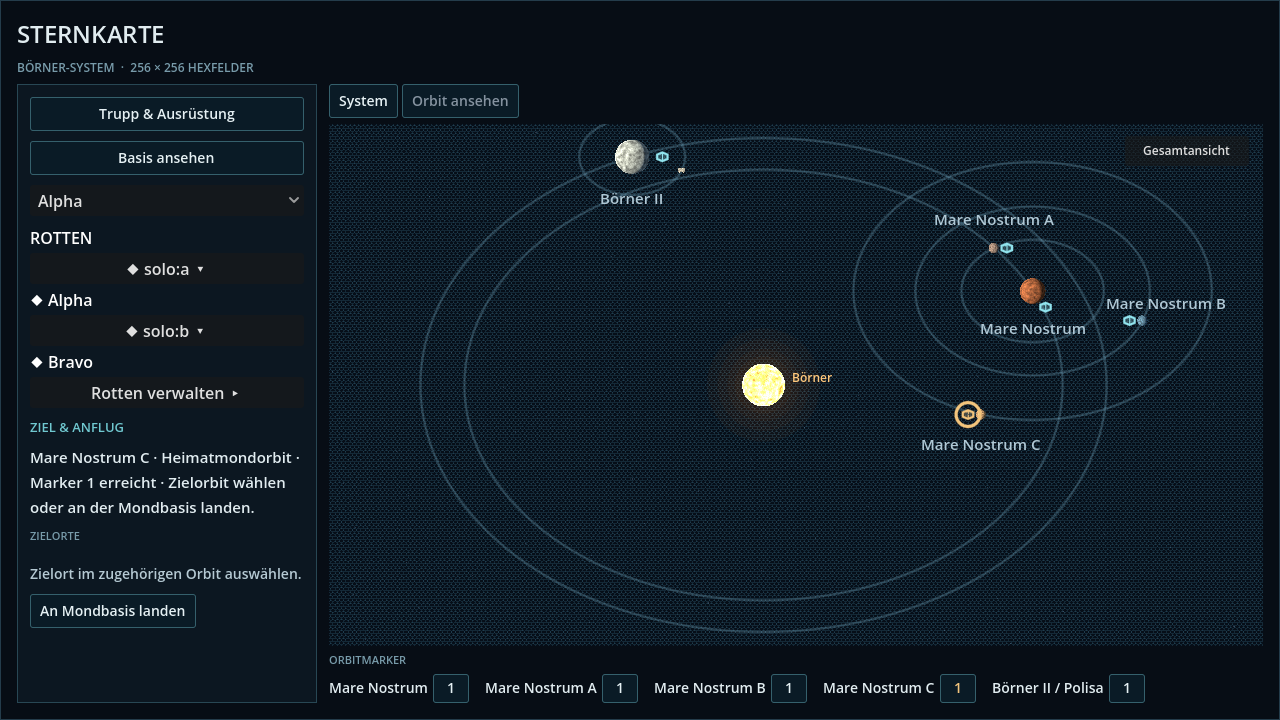 STERNKARTE
BÖRNER-SYSTEM · 256 × 256 HEXFELDER
Trupp & Ausrüstung
Basis ansehen
Alpha
ROTTEN
◆ solo:a ▾
◆ Alpha
◆ solo:b ▾
◆ Bravo
Rotten verwalten ▸
ZIEL & ANFLUG
Mare Nostrum C · Heimatmondorbit ·
Marker 1 erreicht · Zielorbit wählen
oder an der Mondbasis landen.
ZIELORTE
Zielort im zugehörigen Orbit auswählen.
An Mondbasis landen
System Orbit ansehen
Gesamtansicht
Börner II
Mare Nostrum A
Mare Nostrum B
Mare Nostrum
Börner
Mare Nostrum C
ORBITMARKER
Mare Nostrum 1 Mare Nostrum A 1 Mare Nostrum B 1 Mare Nostrum C 1 Börner II / Polisa 1